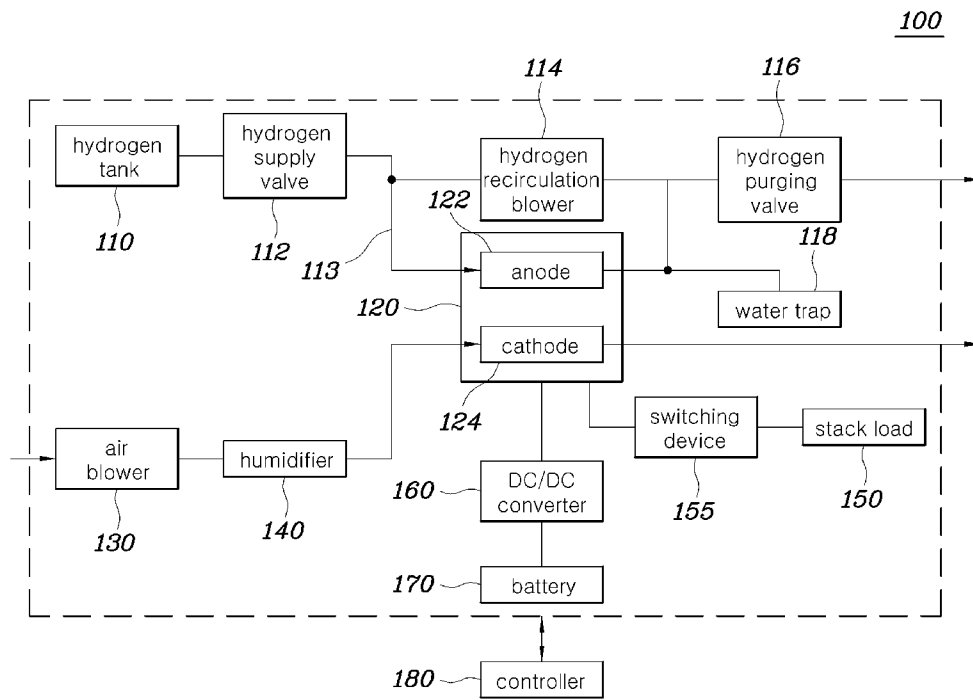 100
114
116
hydrogen
tank
hydrogen
supply
valve
hydrogen
recirculation
blower
hydrogen
purging
valve
110
112
113
122
118
anode
water trap
120
cathode
124
switching
device
stack load
air
blower
humidifier
160
DC/DC
converter
155
150
130
140
170
battery
180
controller